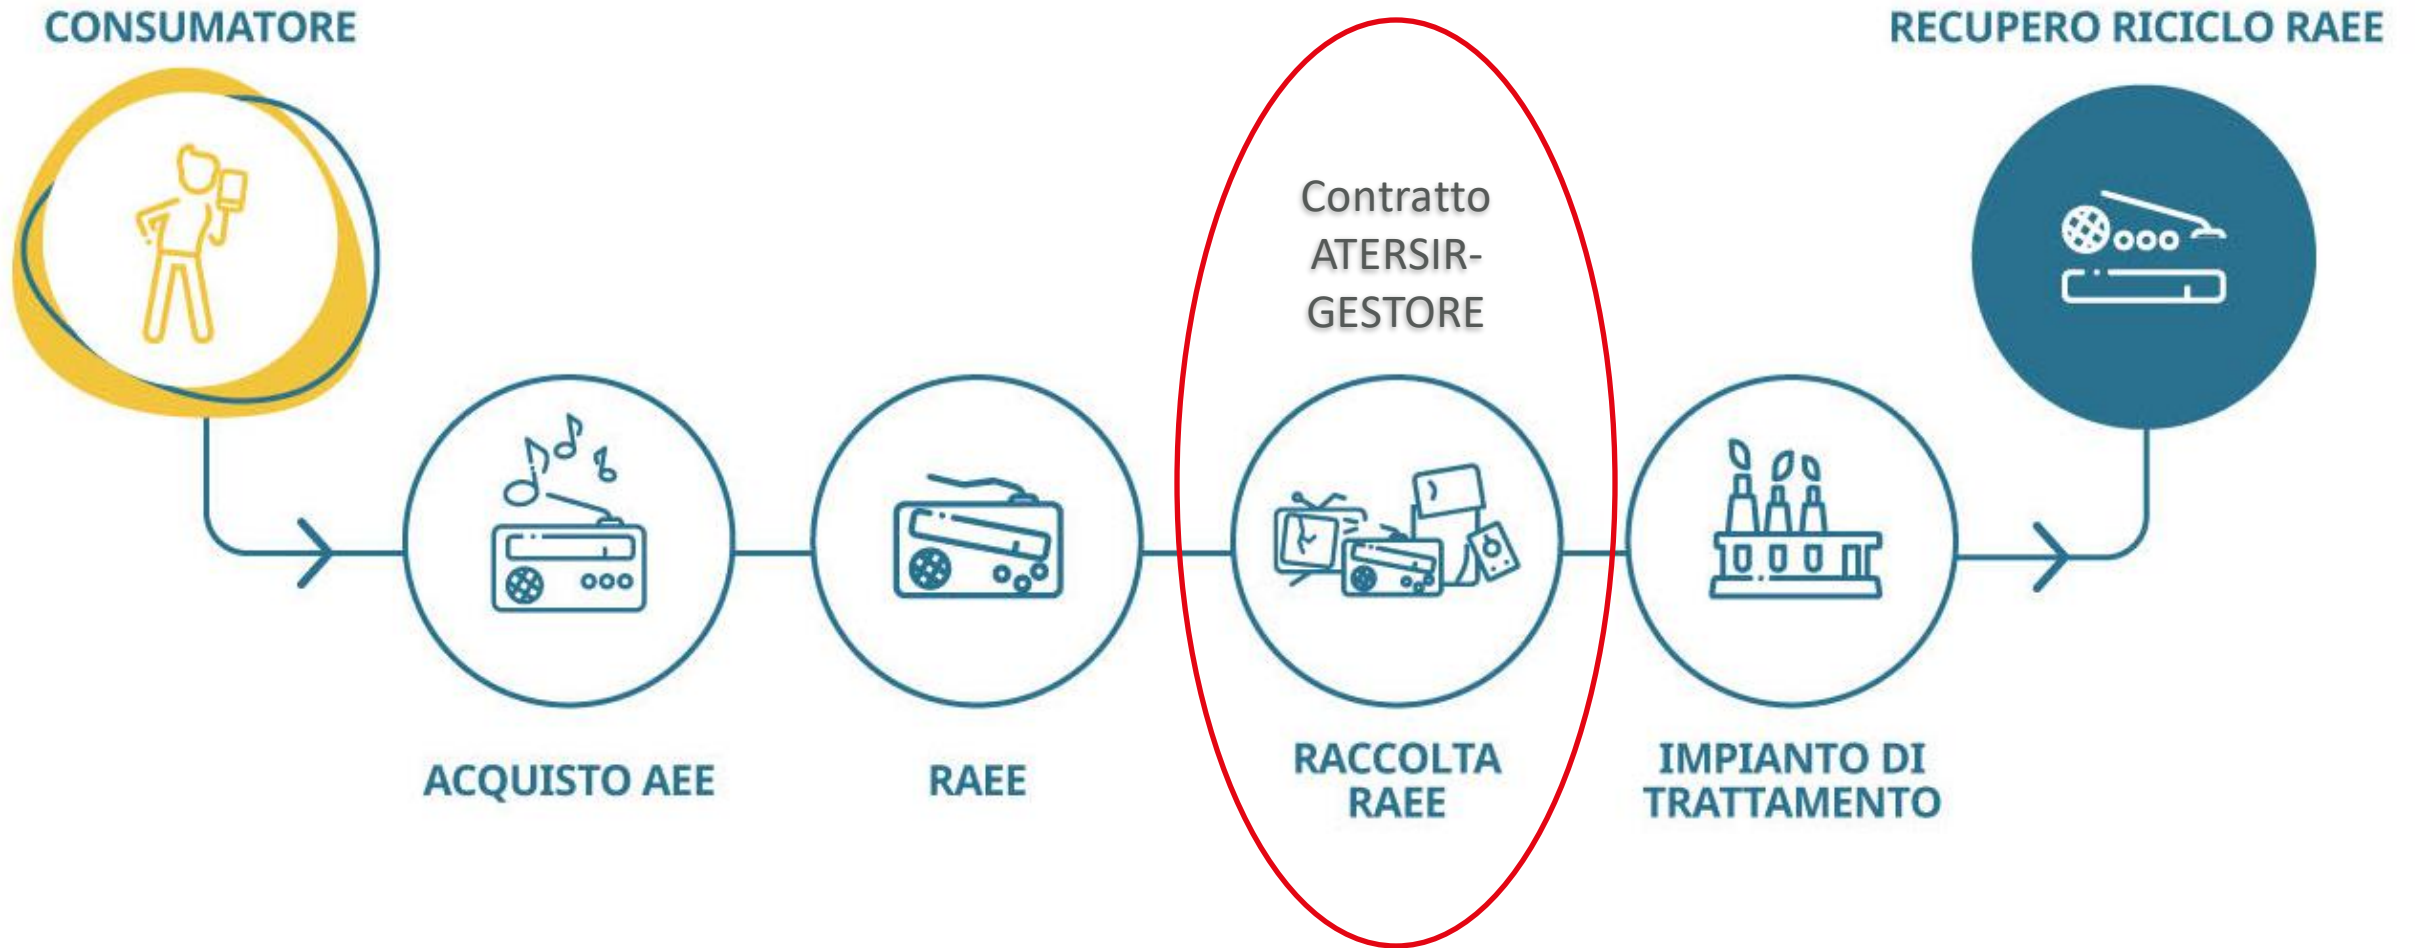 CONSUMATORE
RECUPERO RICICLO RAEE
Contratto
ATERSIR-
GESTORE
ACQUISTO AEE
RAEE
RACCOLTA
RAEE
IMPIANTO DI
TRATTAMENTO